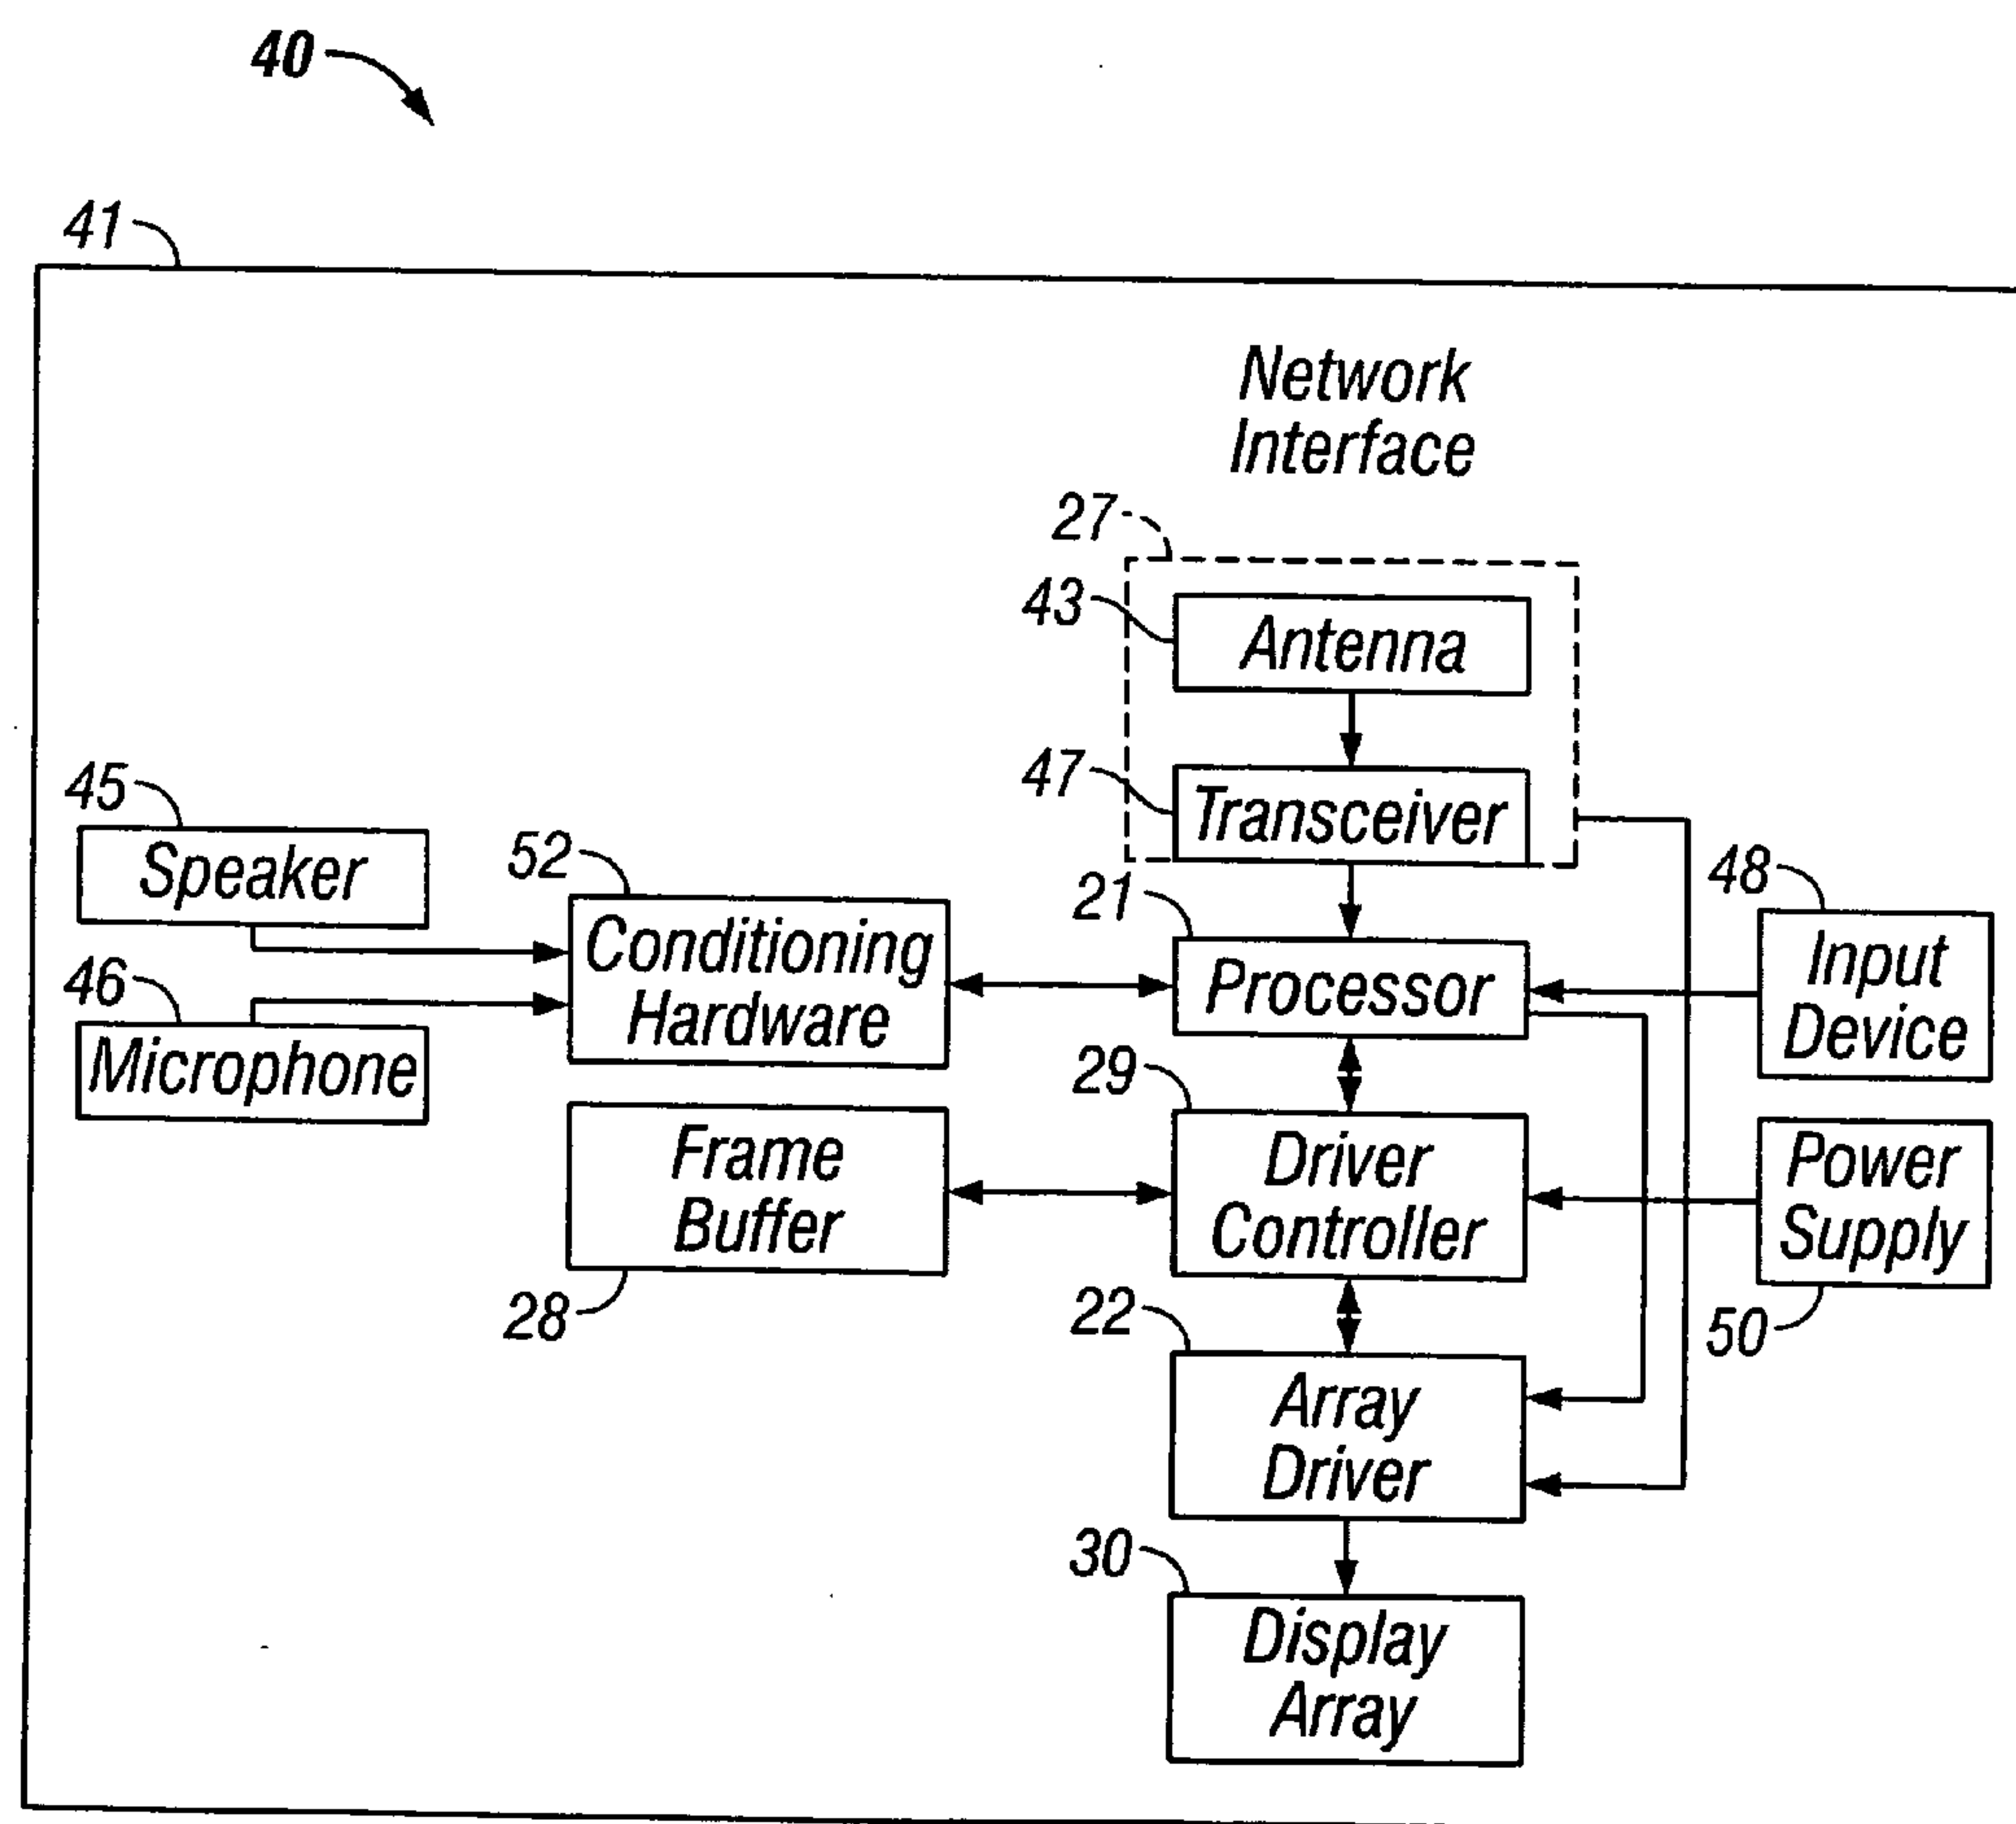 40
41
Network
Interface
27
43
Antenna
47
Transceiver
45
Speaker
52
Conditioning
Hardware
21
Processor
48
Input
Device
46
Microphone
29
Driver
Controller
Frame
Buffer
28
Power
Supply
50
22
Array
Driver
30
Display
Array